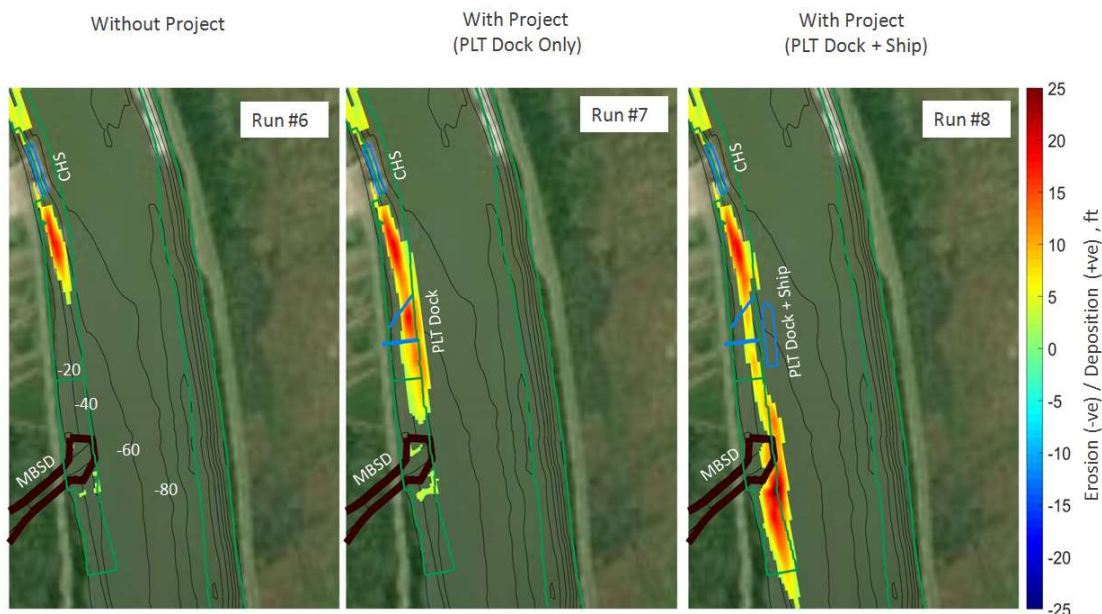 Without Project
With Project
(PLT Dock Only)
With Project
(PLT Dock + Ship)
Run #6
CHS
-20
-40
-60
-80
MBSD
Run #7
CHS
PLT Dock
MBSD
Run #8
CHS
PLT Dock + Ship
MBSD
25
20
15
10
5
0
-5
-10
-15
-20
-25
Erosion (-ve) / Deposition (+ve) , ft